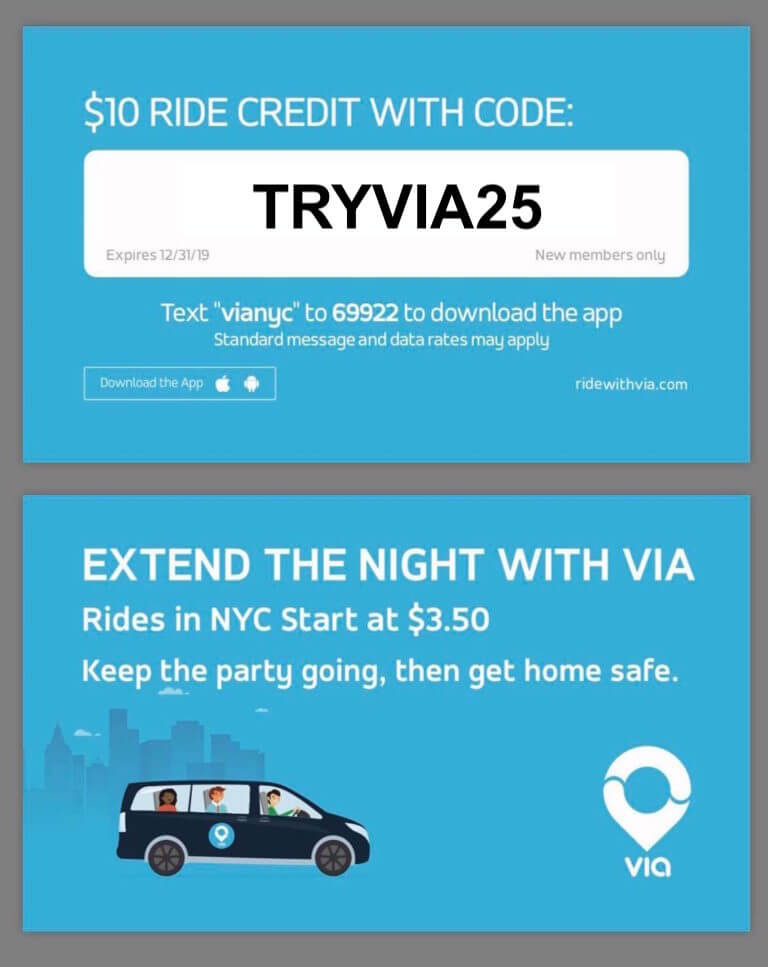 $10 RIDE CREDIT WITH CODE:
TRYVIA25
Expires 12/31/19 New members only
Text "vianyc" to 69922 to download the app
Standard message and data rates may apply
Download the App ridewithvia.com
EXTEND THE NIGHT WITH VIA
Rides in NYC Start at $3.50
Keep the party going, then get home safe.
via
via